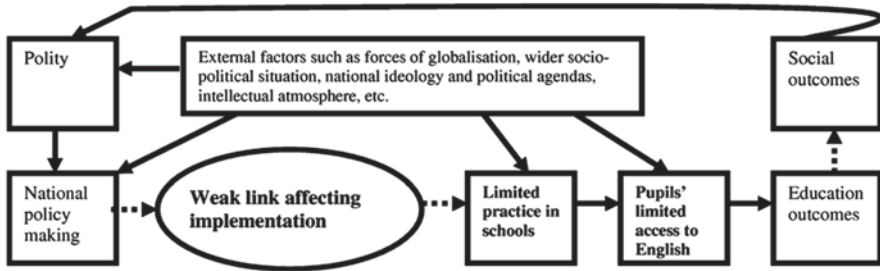 Polity
External factors such as forces of globalisation, wider socio-
political situation, national ideology and political agendas,
intellectual atmosphere, etc.
Social
outcomes
National
policy
making
Weak link affecting
implementation
Limited
practice in
schools
Pupils'
limited
access to
English
Education
outcomes